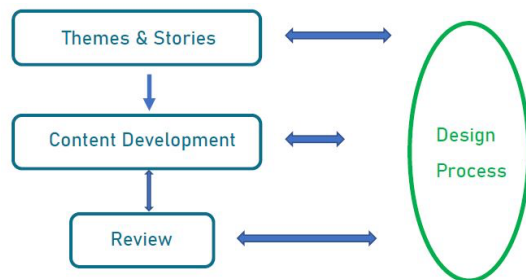 Themes & Stories
Content Development
Review
Design
Process